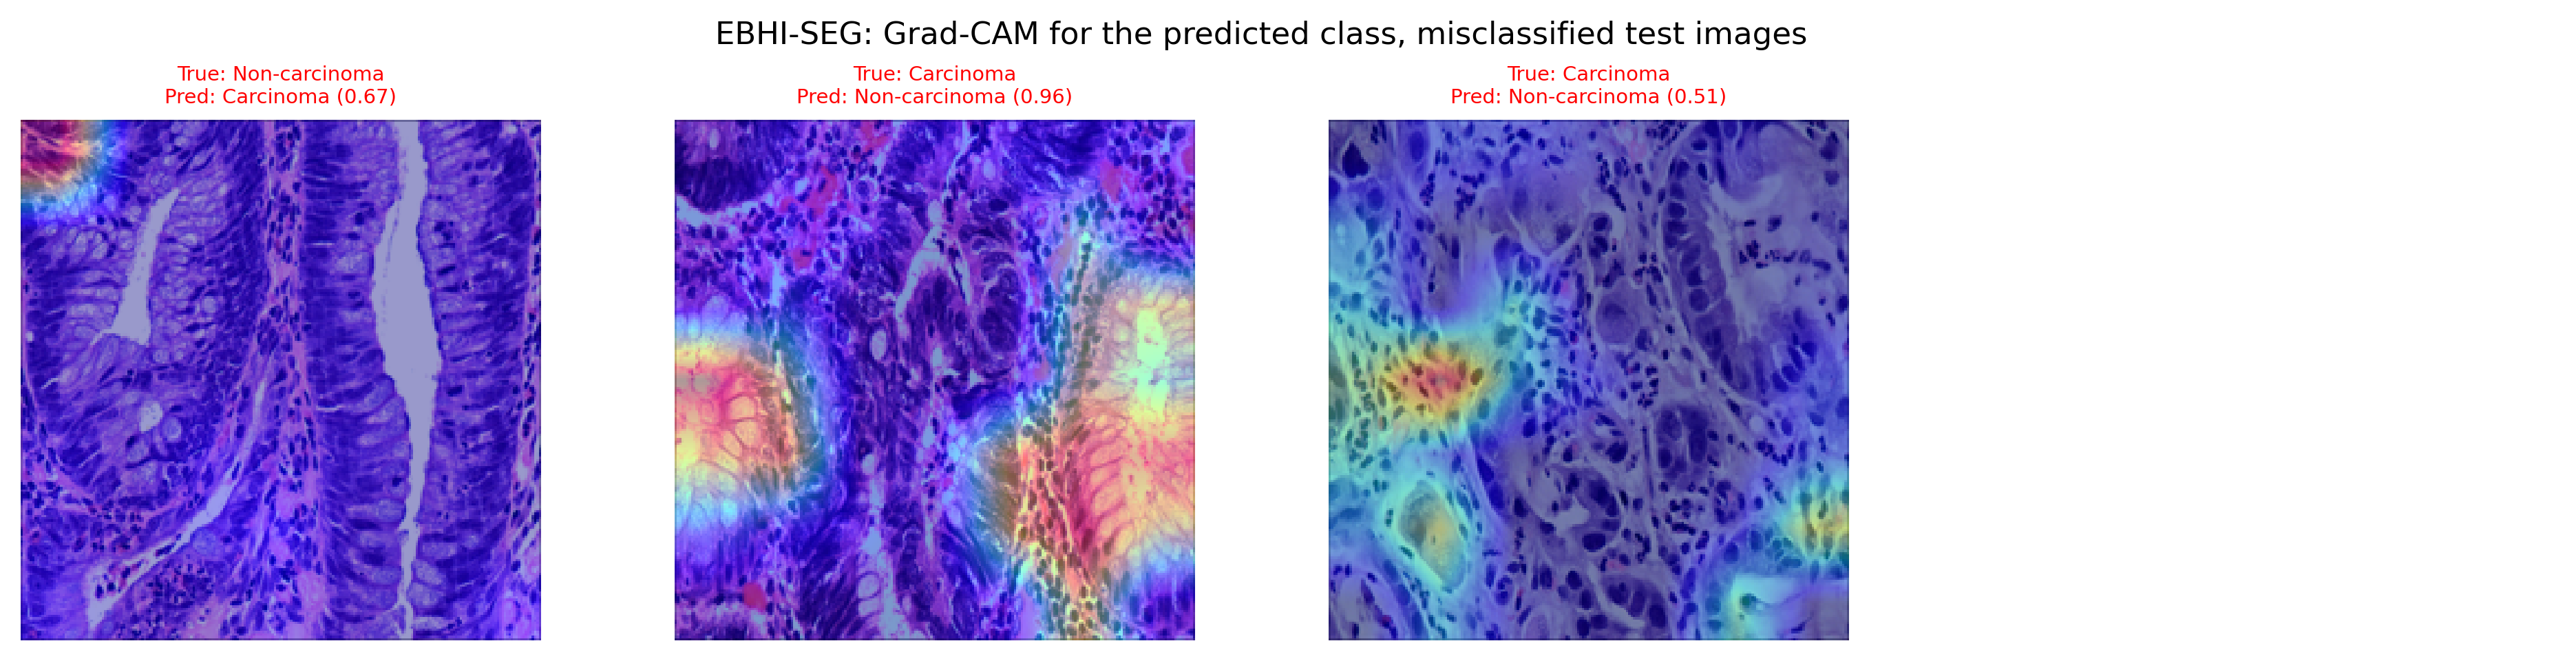 EBHI-SEG: Grad-CAM for the predicted class, misclassified test images
True: Non-carcinoma
Pred: Carcinoma (0.67)
True: Carcinoma
Pred: Non-carcinoma (0.96)
True: Carcinoma
Pred: Non-carcinoma (0.51)